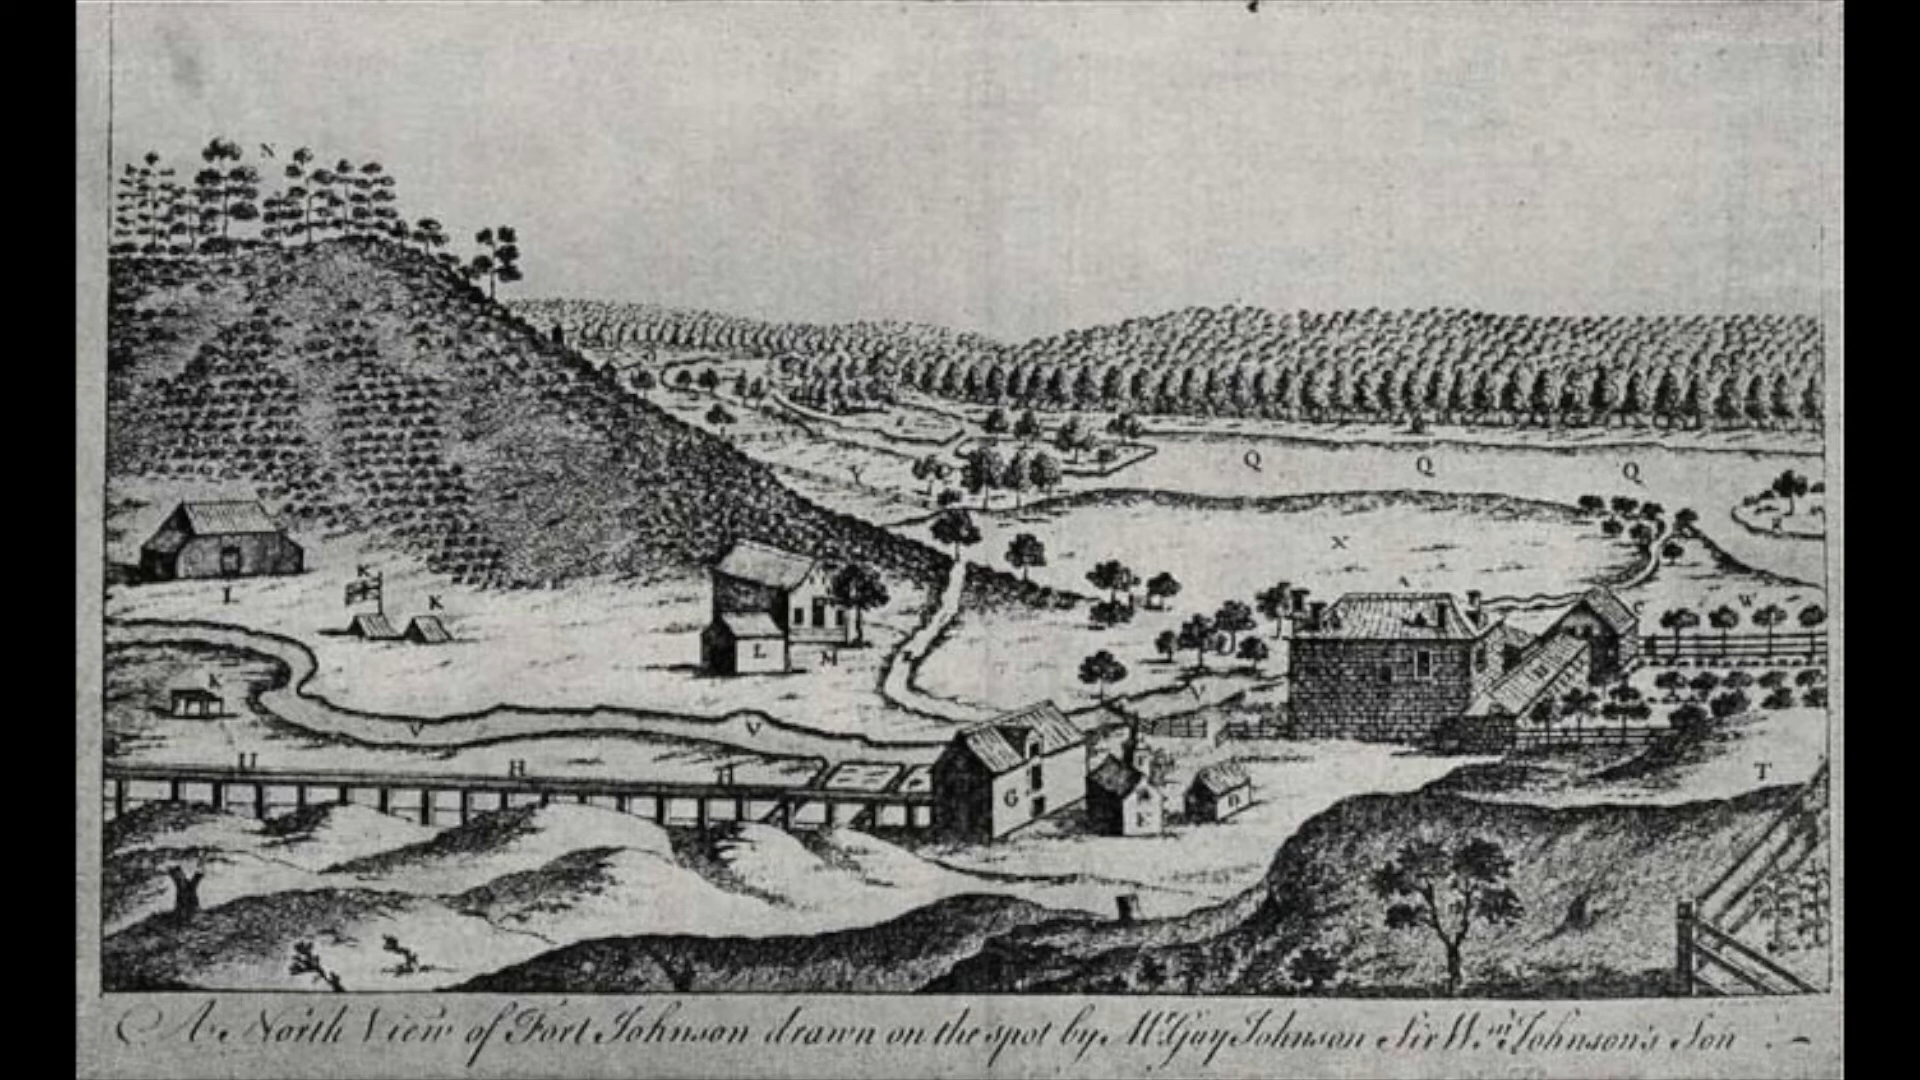 N
Q Q Q
X
K
I K A C W
L M
K
V V V
H H H T
G E D
A North View of Fort Johnson drawn on the spot by Mr. Guy Johnson Sir Wm. Johnson's Son